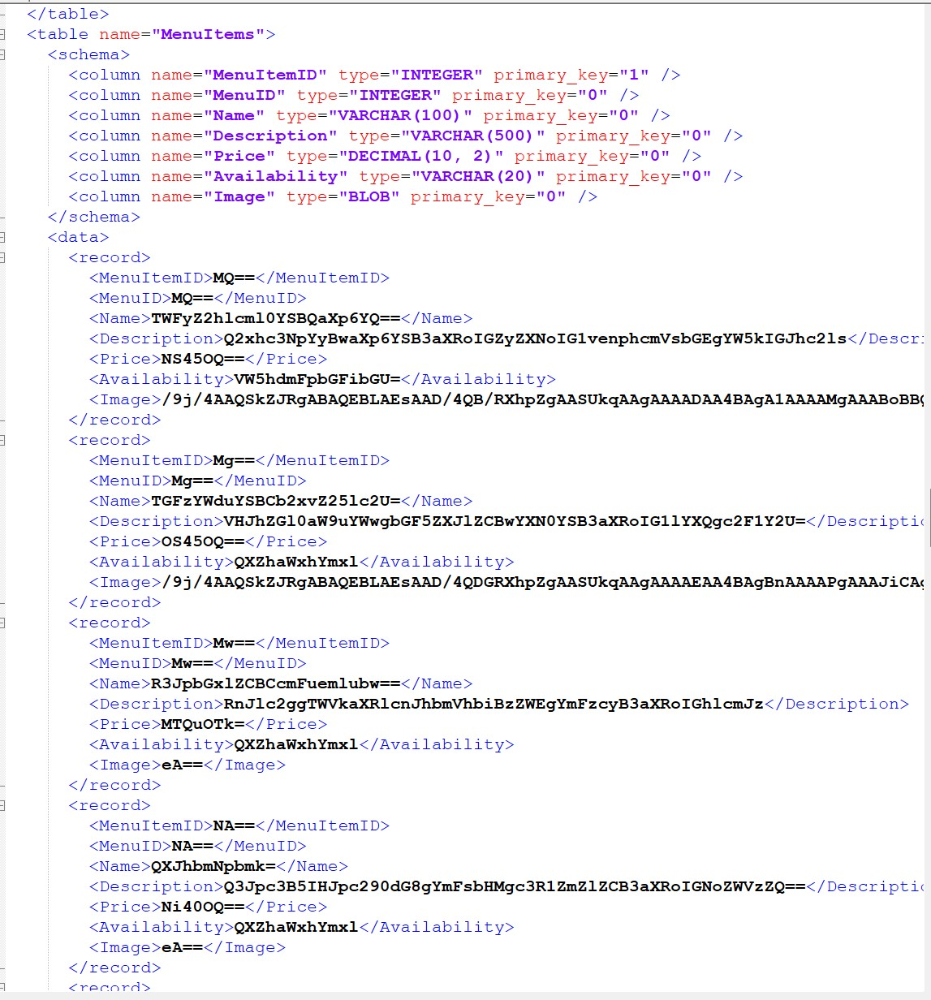 </table>
<table name="MenuItems">
<schema>
<column name="MenuItemID" type="INTEGER" primary_key="1" />
<column name="MenuID" type="INTEGER" primary_key="0" />
<column name="Name" type="VARCHAR(100)" primary_key="0" />
<column name="Description" type="VARCHAR(500)" primary_key="0" />
<column name="Price" type="DECIMAL(10, 2)" primary_key="0" />
<column name="Availability" type="VARCHAR(20)" primary_key="0" />
<column name="Image" type="BLOB" primary_key="0" />
</schema>
<data>
<record>
<MenuItemID>MQ==</MenuItemID>
<MenuID>MQ==</MenuID>
<Name>TWFyZ2hlcml0YSBQaXp6YQ==</Name>
<Description>Q2xhc3NpYyBwaXp6YSB3aXRoIGZyZXNoIG1venphcmVsbGEgYW5kIGJhc2ls</Descri
<Price>NS45OQ==</Price>
<Availability>VW5hdmFpbGFibGU=</Availability>
<Image>/9j/4AAQSkZJRgABAQEBLAEsAAD/4QB/RXhpZgAASUkqAAgAAAADAA4BAgA1AAAAMgAAABoBBQ
</record>
<record>
<MenuItemID>Mg==</MenuItemID>
<MenuID>Mg==</MenuID>
<Name>TGFzYWduYSBCb2xvZ25lc2U=</Name>
<Description>VHJhZGl0aW9uYWwgbGF5ZXJlZCBwYXN0YSB3aXRoIG1lYXQgc2F1Y2U=</Descriptio
<Price>OS45OQ==</Price>
<Availability>QXZhaWxhYmxl</Availability>
<Image>/9j/4AAQSkZJRgABAQEBLAEsAAD/4QDGRXhpZgAASUkqAAgAAAAEAA4BAgBnAAAAPgAAAJiCAg
</record>
<record>
<MenuItemID>Mw==</MenuItemID>
<MenuID>Mw==</MenuID>
<Name>R3JpbGxlZCBCcmFuemlubw==</Name>
<Description>RnJlc2ggTWVkaXRlcnJhbmVhbiBzZWEgYmFzcyB3aXRoIGhlcmJz</Description>
<Price>MTQuOTk=</Price>
<Availability>QXZhaWxhYmxl</Availability>
<Image>eA==</Image>
</record>
<record>
<MenuItemID>NA==</MenuItemID>
<MenuID>NA==</MenuID>
<Name>QXJhbmNpbmk=</Name>
<Description>Q3Jpc3B5IHJpc290dG8gYmFsbHMgc3R1ZmZlZCB3aXRoIGNoZWVzZQ==</Descriptio
<Price>Ni40OQ==</Price>
<Availability>QXZhaWxhYmxl</Availability>
<Image>eA==</Image>
</record>
<record>